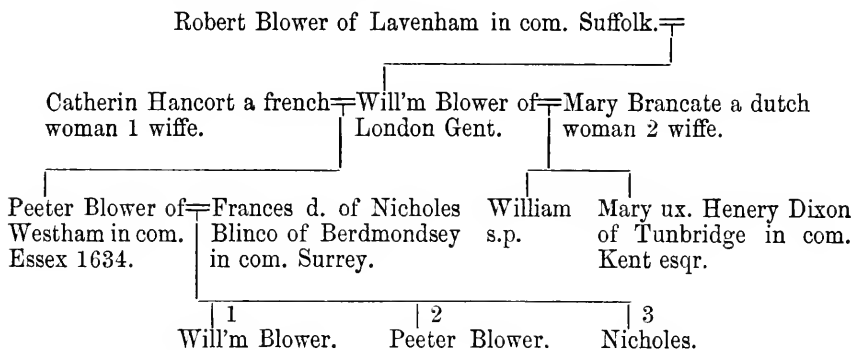 Robert Blower of Lavenham in com. Suffolk.
Catherin Hancort a french
woman 1 wiffe.
Will'm Blower of
London Gent.
Mary Brancate a dutch
woman 2 wiffe.
Peeter Blower of
Westham in com.
Essex 1634.
Frances d. of Nicholes
Blinco of Berdmondsey
in com. Surrey.
William
s.p.
Mary ux. Henery Dixon
of Tunbridge in com.
Kent esqr.
1
Will'm Blower.
2
Peeter Blower.
3
Nicholes.